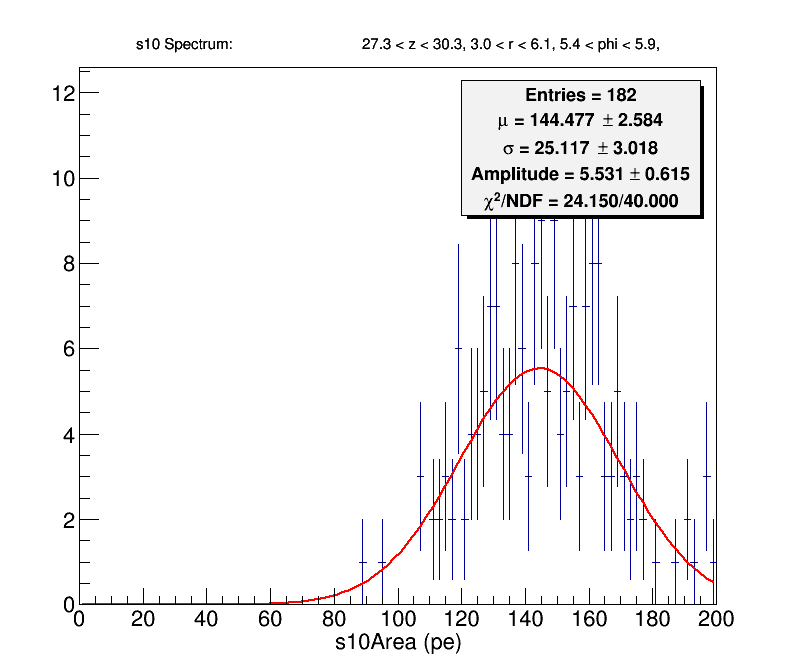 s10 Spectrum: 27.3 < z < 30.3, 3.0 < r < 6.1, 5.4 < phi < 5.9,
Entries = 182
μ = 144.477 ± 2.584
σ = 25.117 ± 3.018
Amplitude = 5.531 ± 0.615
χ²/NDF = 24.150/40.000
12
10
8
6
4
2
0
0 20 40 60 80 100 120 140 160 180 200
s10Area (pe)